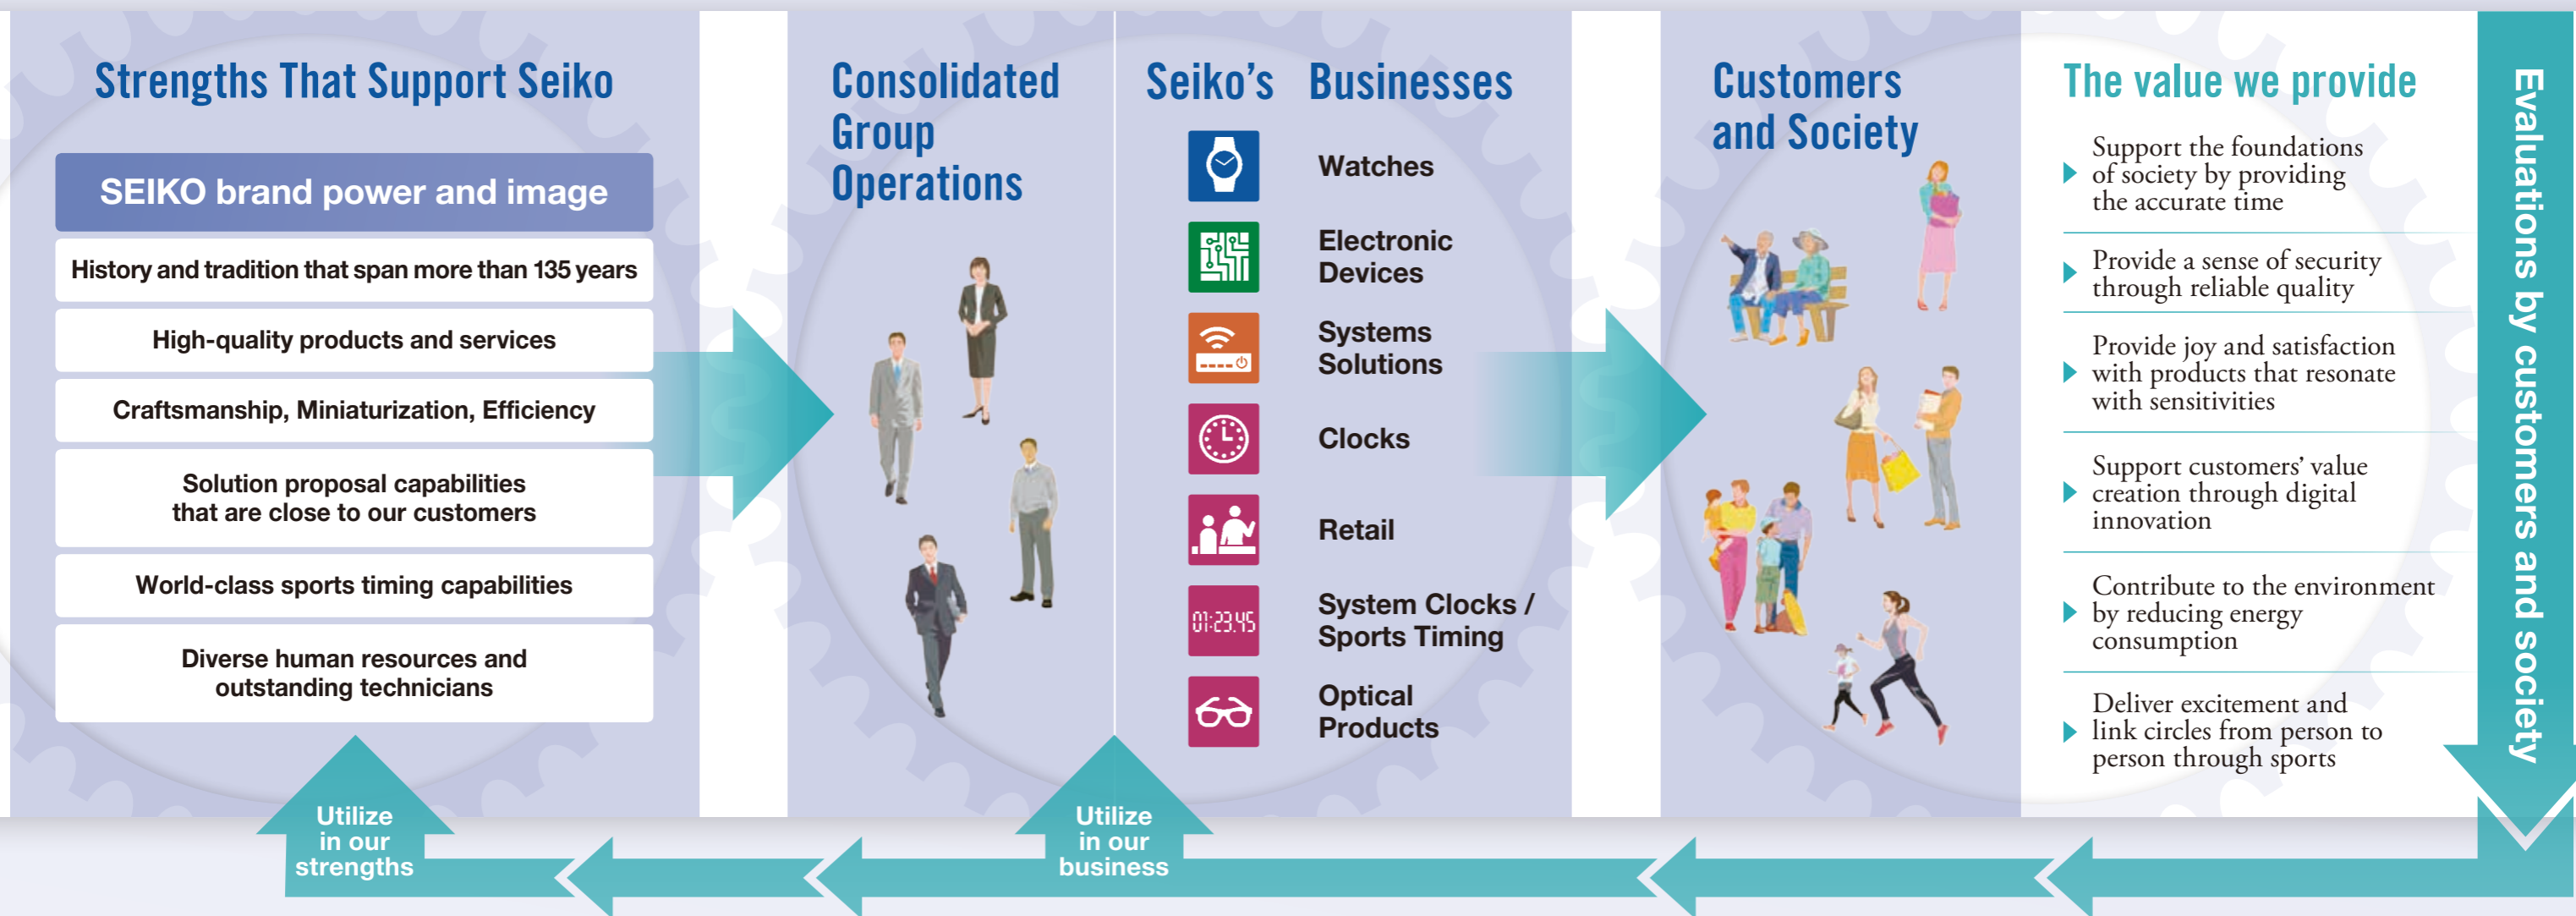 Strengths That Support Seiko
SEIKO brand power and image
History and tradition that span more than 135 years
High-quality products and services
Craftsmanship, Miniaturization, Efficiency
Solution proposal capabilities
that are close to our customers
World-class sports timing capabilities
Diverse human resources and
outstanding technicians
Utilize
in our
strengths
Consolidated
Group
Operations
Seiko’s Businesses
Watches
Electronic
Devices
Systems
Solutions
Clocks
Retail
01:23.45
System Clocks /
Sports Timing
Optical
Products
Utilize
in our
business
Customers
and Society
The value we provide
Support the foundations
of society by providing
the accurate time
Provide a sense of security
through reliable quality
Provide joy and satisfaction
with products that resonate
with sensitivities
Support customers’ value
creation through digital
innovation
Contribute to the environment
by reducing energy
consumption
Deliver excitement and
link circles from person to
person through sports
Evaluations by customers and society